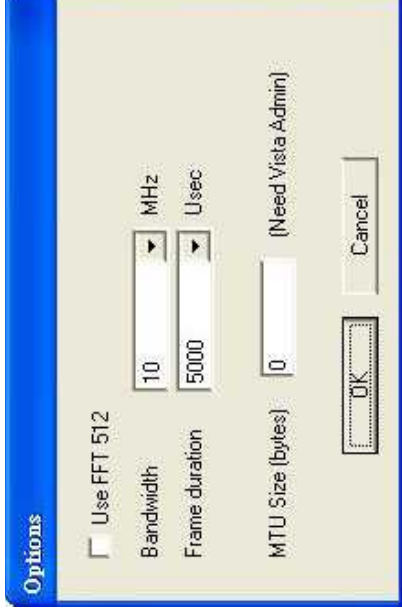 Options
Use FFT 512
Bandwidth 10 MHz
Frame duration 5000 Usec
MTU Size (bytes) 0 (Need Vista Admin)
OK Cancel